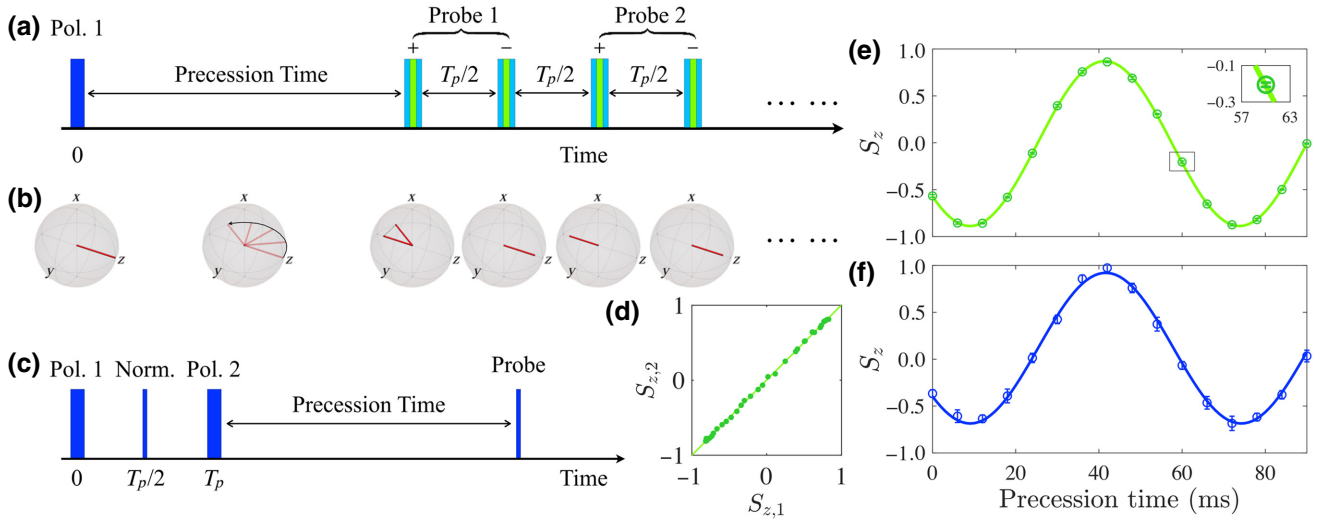 (a)
Pol. 1
Probe 1
Probe 2
+ − + −
Precession Time
T_p/2
T_p/2
T_p/2
... ...
0
Time
(b)
x
y
z
x
y
z
x
y
z
x
y
z
x
y
z
x
y
z
... ...
(c)
Pol. 1
Norm.
Pol. 2
Probe
Precession Time
0
T_p/2
T_p
Time
(d)
1
0
−1
S_{z,2}
−1 0 1
S_{z,1}
(e)
1.0
0.5
0.0
−0.5
−1.0
S_z
−0.1
−0.3
57 63
(f)
1.0
0.5
0.0
−0.5
−1.0
S_z
0 20 40 60 80
Precession time (ms)